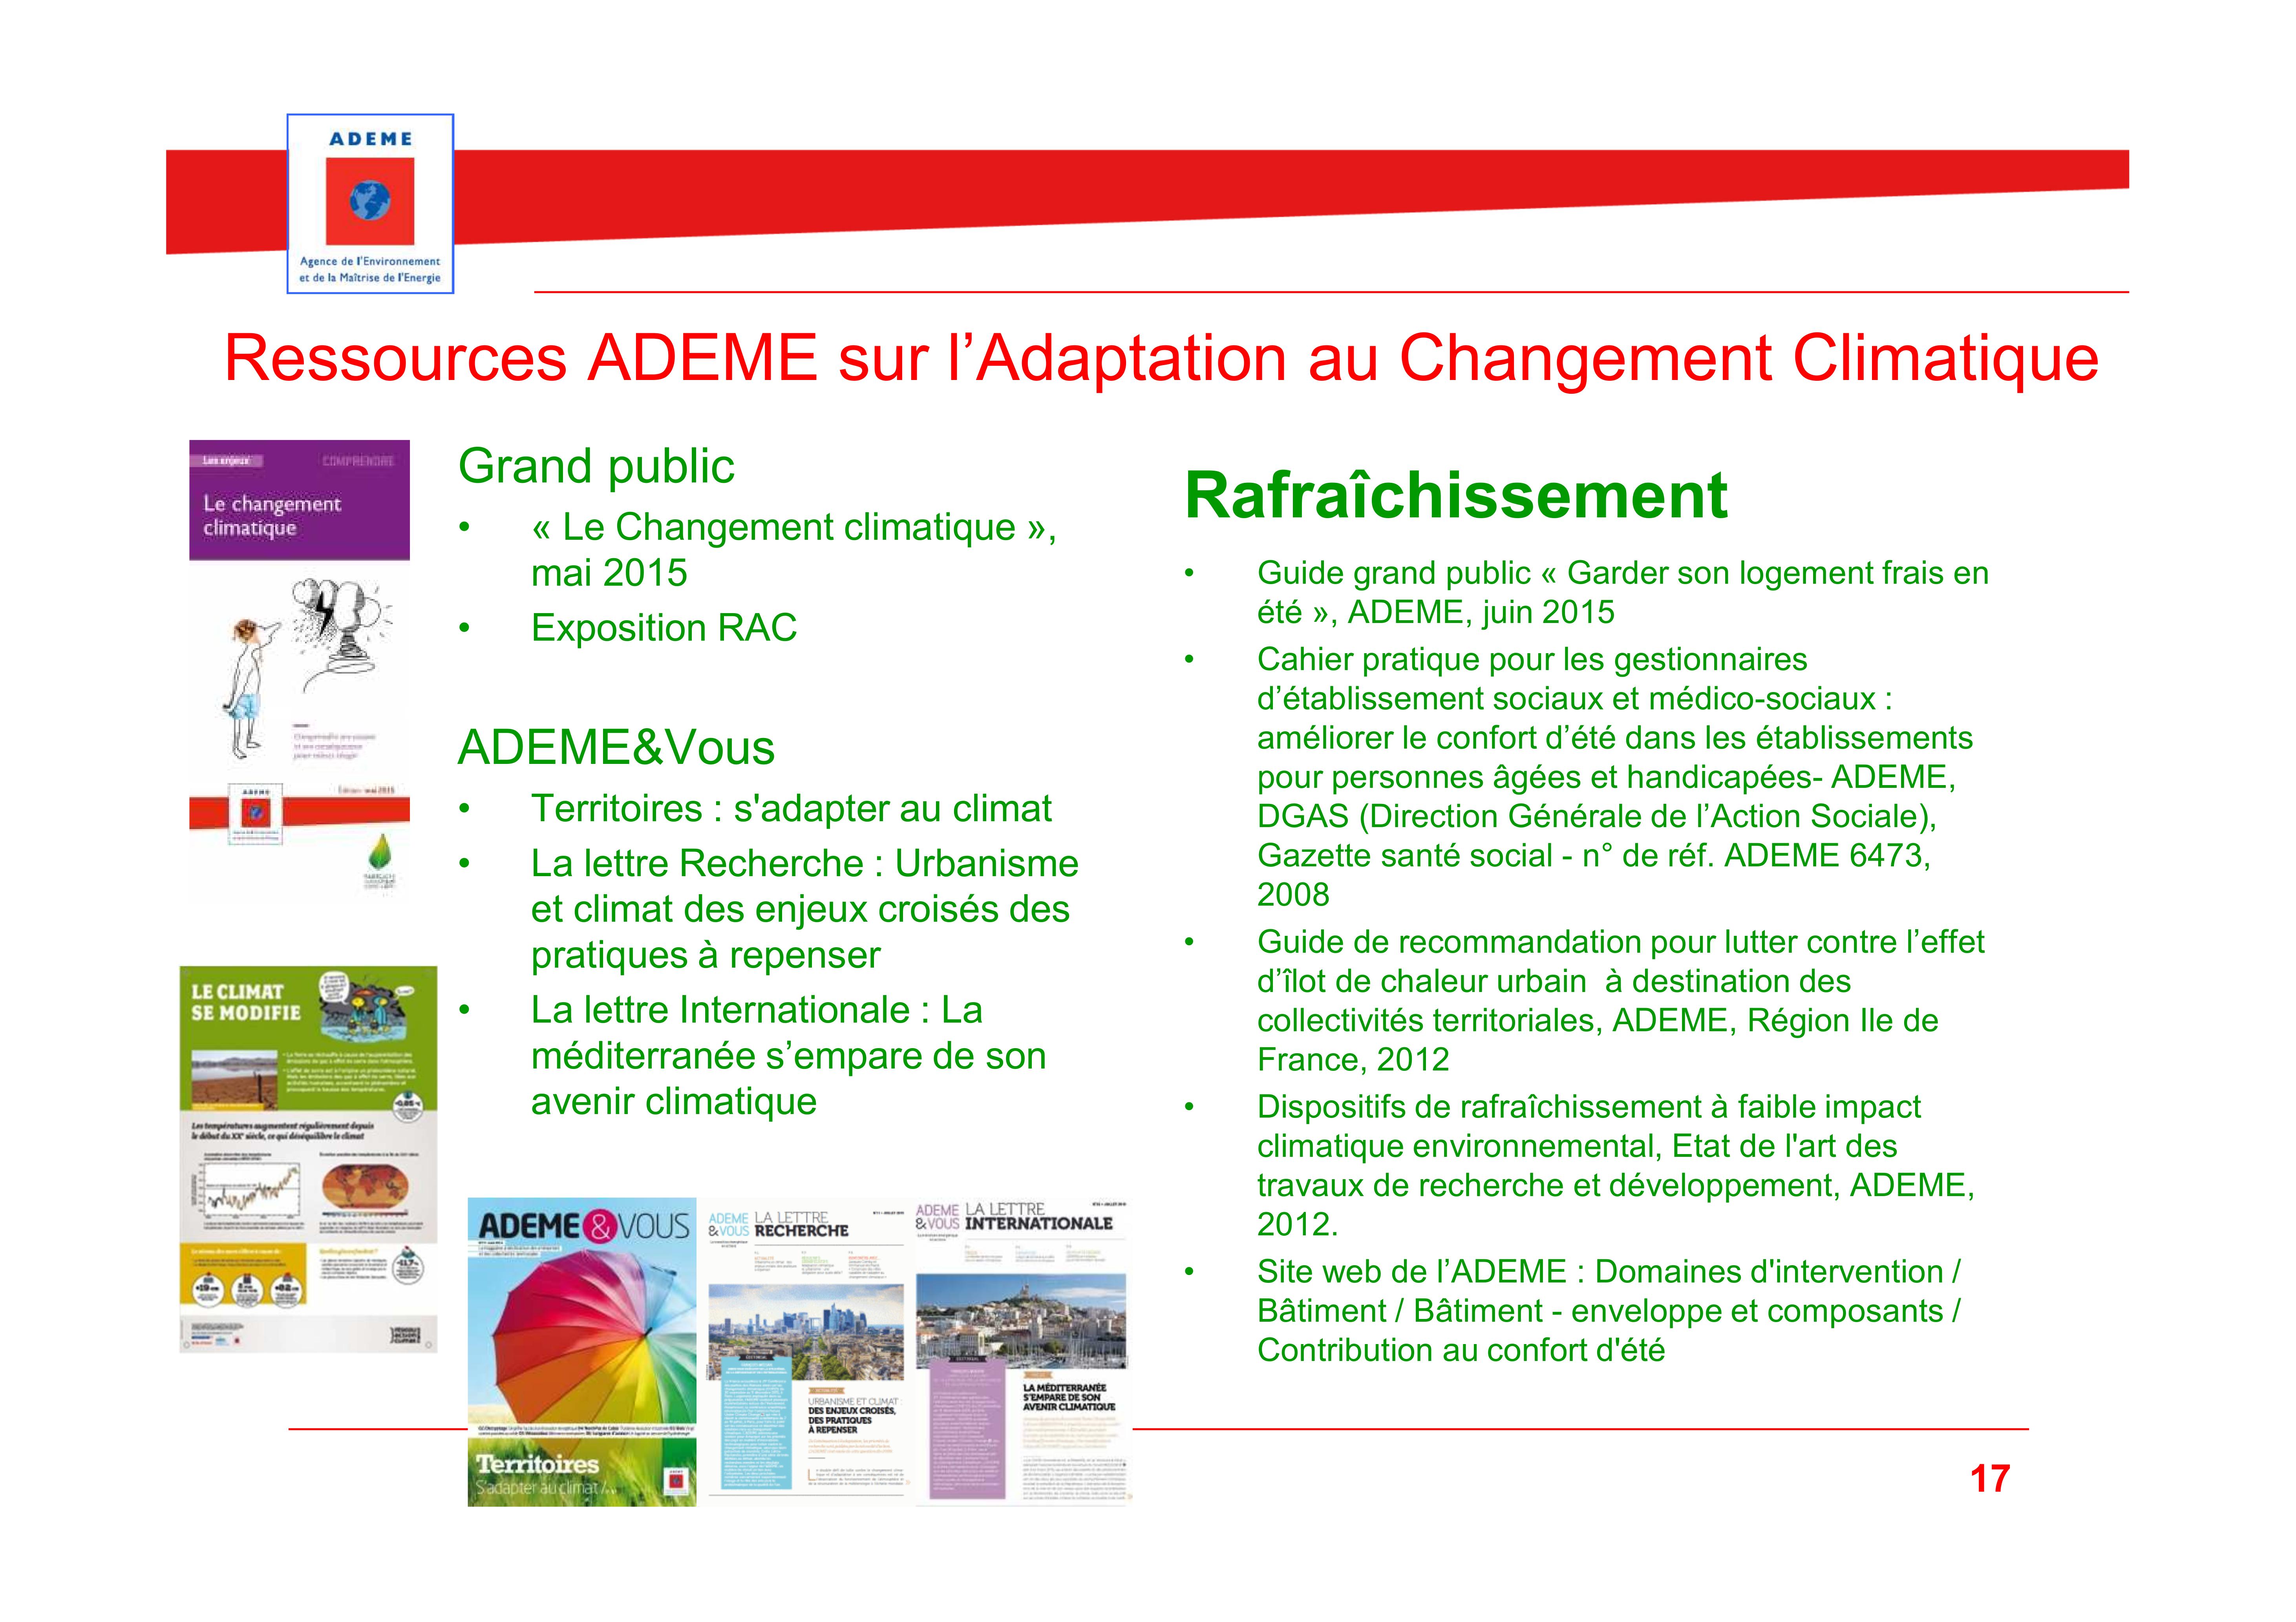 ADEME
Agence de l'Environnement
et de la Maîtrise de l'Energie
Ressources ADEME sur l’Adaptation au Changement Climatique
Les enjeux
COMPRENDRE
Le changement
climatique
ADEME
Grand public
• « Le Changement climatique »,
mai 2015
• Exposition RAC
ADEME&Vous
• Territoires : s'adapter au climat
• La lettre Recherche : Urbanisme
et climat des enjeux croisés des
pratiques à repenser
• La lettre Internationale : La
méditerranée s’empare de son
avenir climatique
LE CLIMAT
SE MODIFIE
Les températures augmentent régulièrement depuis
le début du XXe siècle, ce qui déséquilibre le climat
ADEME&VOUS
Territoires
S'adapter au climat /...
ADEME
&VOUS
LA LETTRE
RECHERCHE
URBANISME ET CLIMAT
DES ENJEUX CROISÉS,
DES PRATIQUES
À REPENSER
ADEME
&VOUS
LA LETTRE
INTERNATIONALE
LA MÉDITERRANÉE
S'EMPARE DE SON
AVENIR CLIMATIQUE
Rafraîchissement
• Guide grand public « Garder son logement frais en
été », ADEME, juin 2015
• Cahier pratique pour les gestionnaires
d’établissement sociaux et médico-sociaux :
améliorer le confort d’été dans les établissements
pour personnes âgées et handicapées- ADEME,
DGAS (Direction Générale de l’Action Sociale),
Gazette santé social - n° de réf. ADEME 6473,
2008
• Guide de recommandation pour lutter contre l’effet
d’îlot de chaleur urbain  à destination des
collectivités territoriales, ADEME, Région Ile de
France, 2012
• Dispositifs de rafraîchissement à faible impact
climatique environnemental, Etat de l'art des
travaux de recherche et développement, ADEME,
2012.
• Site web de l’ADEME : Domaines d'intervention /
Bâtiment / Bâtiment - enveloppe et composants /
Contribution au confort d'été
17